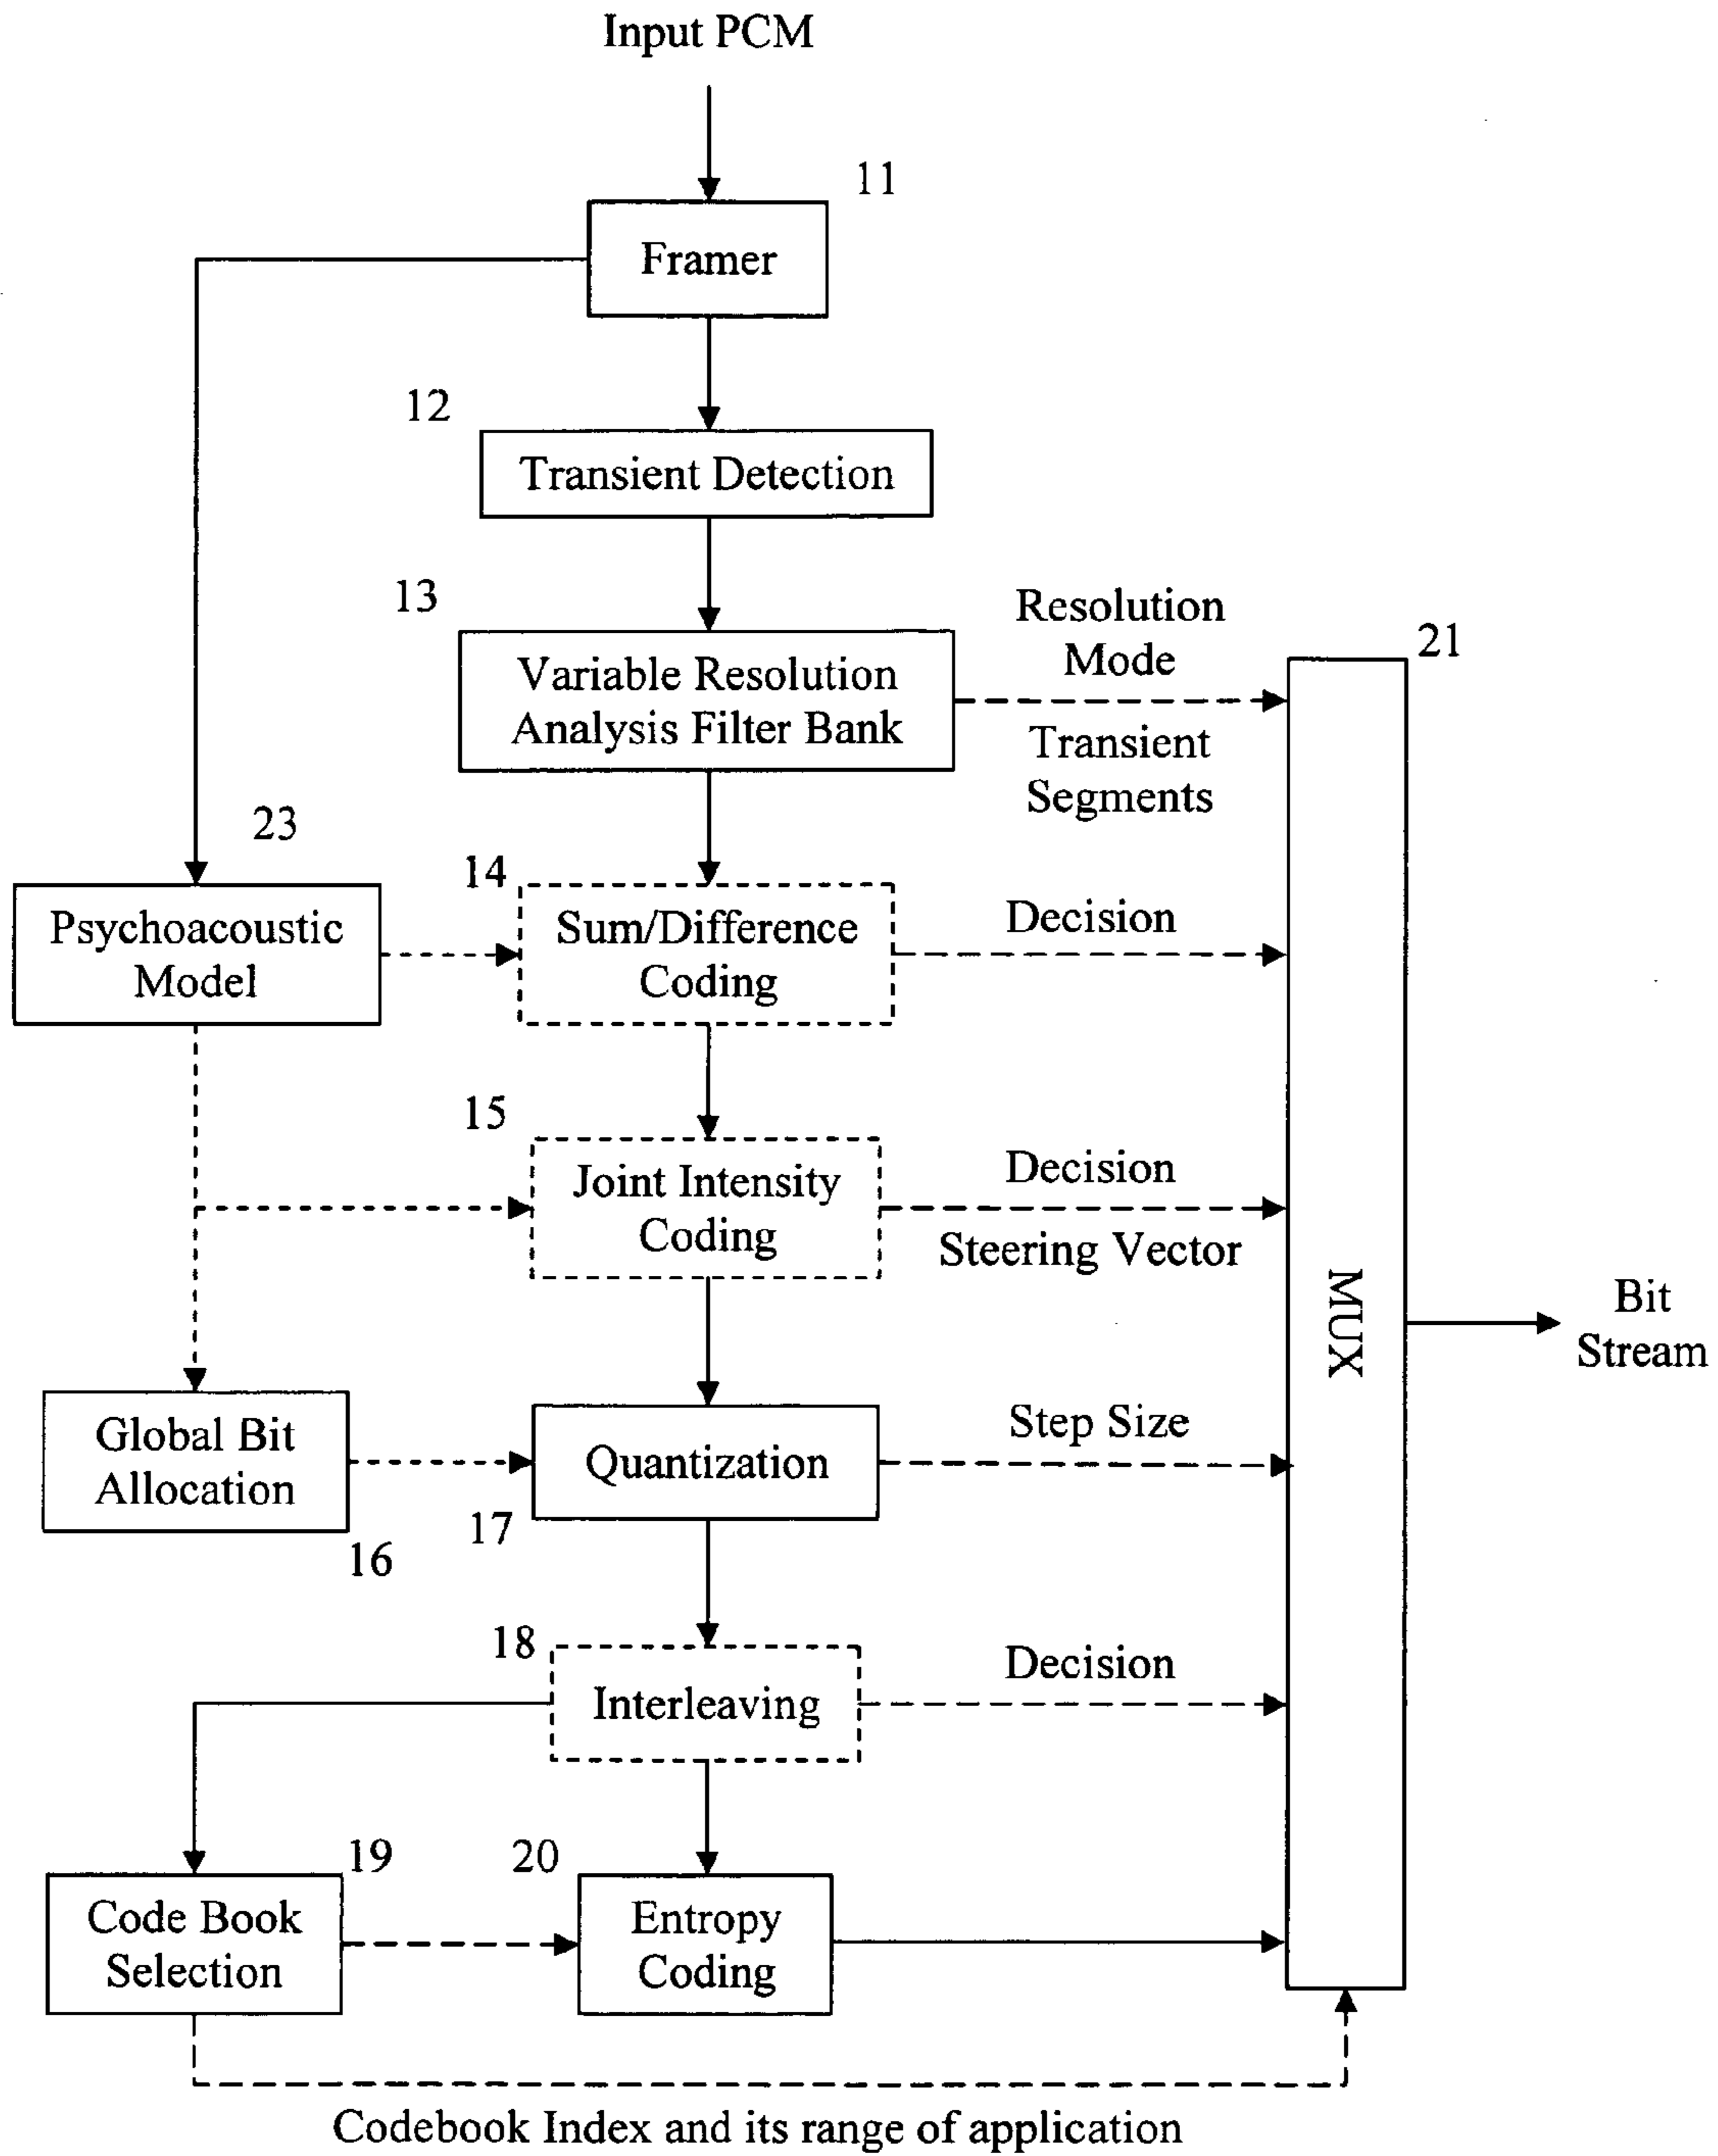 Input PCM
11
Framer
12
Transient Detection
13
Variable Resolution
Analysis Filter Bank
Resolution
Mode
Transient
Segments
21
23
Psychoacoustic
Model
14
Sum/Difference
Coding
Decision
15
Joint Intensity
Coding
Decision
Steering Vector
MUX
Bit
Stream
Global Bit
Allocation
16
Quantization
17
Step Size
18
Interleaving
Decision
19
Code Book
Selection
20
Entropy
Coding
Codebook Index and its range of application